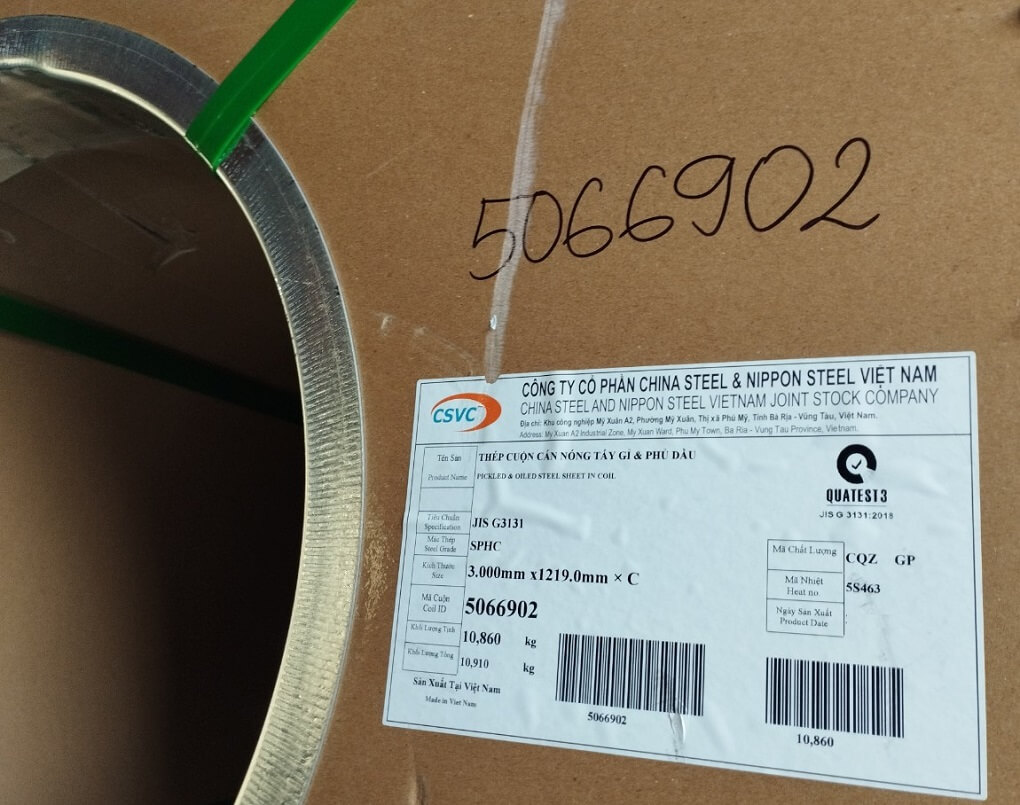 5066902
CSVC
CÔNG TY CỔ PHẦN CHINA STEEL & NIPPON STEEL VIỆT NAM
CHINA STEEL AND NIPPON STEEL VIETNAM JOINT STOCK COMPANY
Địa chỉ: Khu công nghiệp Mỹ Xuân A2, Phường Mỹ Xuân, Thị xã Phú Mỹ, Tỉnh Bà Rịa - Vũng Tàu, Việt Nam.
Address: My Xuan A2 Industrial Zone, My Xuan Ward, Phu My Town, Ba Ria - Vung Tau Province, Vietnam.
Tên Sản THÉP CUỘN CÁN NÓNG TẨY GỈ & PHỦ DẦU
Product Name PICKLED & OILED STEEL SHEET IN COIL
QUATEST3
JIS G 3131:2018
Tiêu Chuẩn
Specification JIS G3131
Mác Thép
Steel Grade SPHC
Kích Thước
Size 3.000mm x1219.0mm × C
Mã Cuộn
Coil ID 5066902
Khối Lượng Tịnh 10,860 kg
Khối Lượng Tổng 10,910 kg
Mã Chất Lượng CQZ GP
Mã Nhiệt
Heat no 5S463
Ngày Sản Xuất
Product Date
Sản Xuất Tại Việt Nam
Made in Viet Nam
5066902
10,860